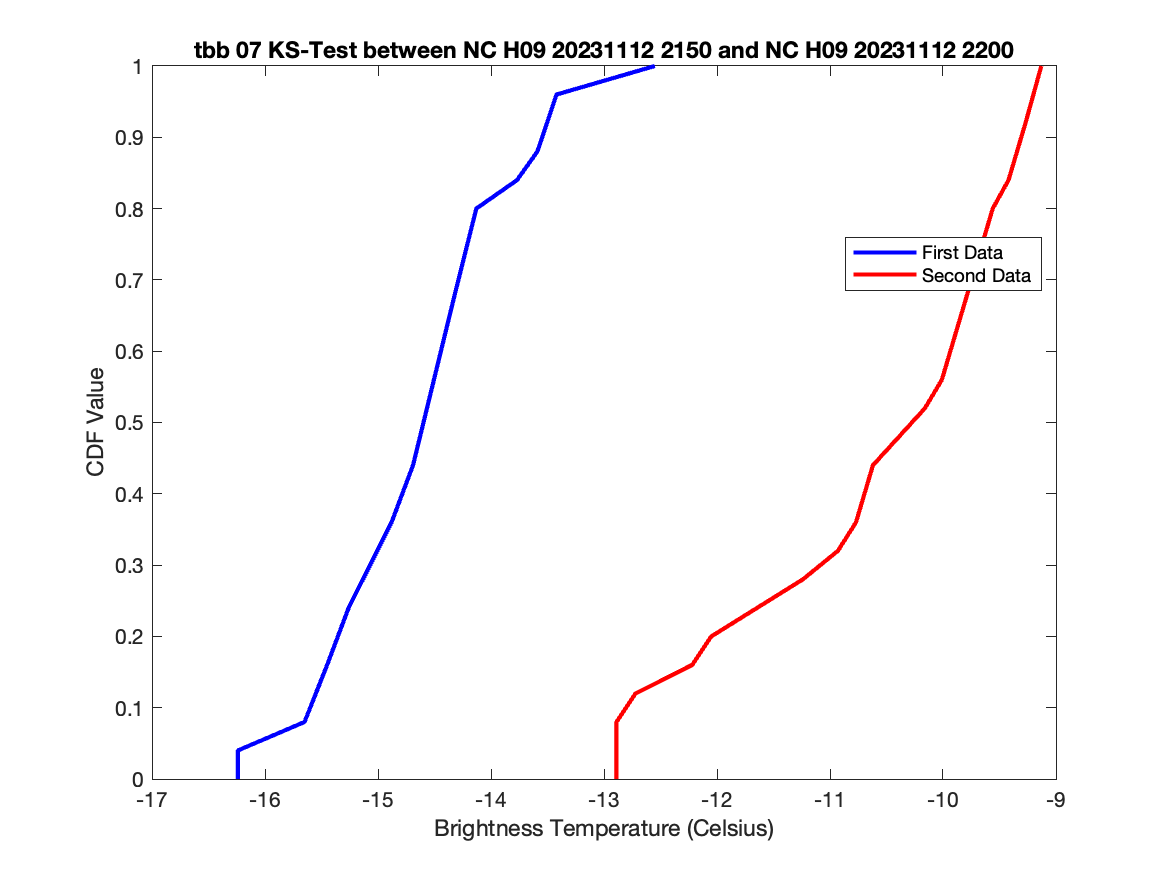 tbb 07 KS-Test between NC H09 20231112 2150 and NC H09 20231112 2200
1
0.9
0.8
0.7
0.6
0.5
0.4
0.3
0.2
0.1
0
CDF Value
First Data
Second Data
-17 -16 -15 -14 -13 -12 -11 -10 -9
Brightness Temperature (Celsius)